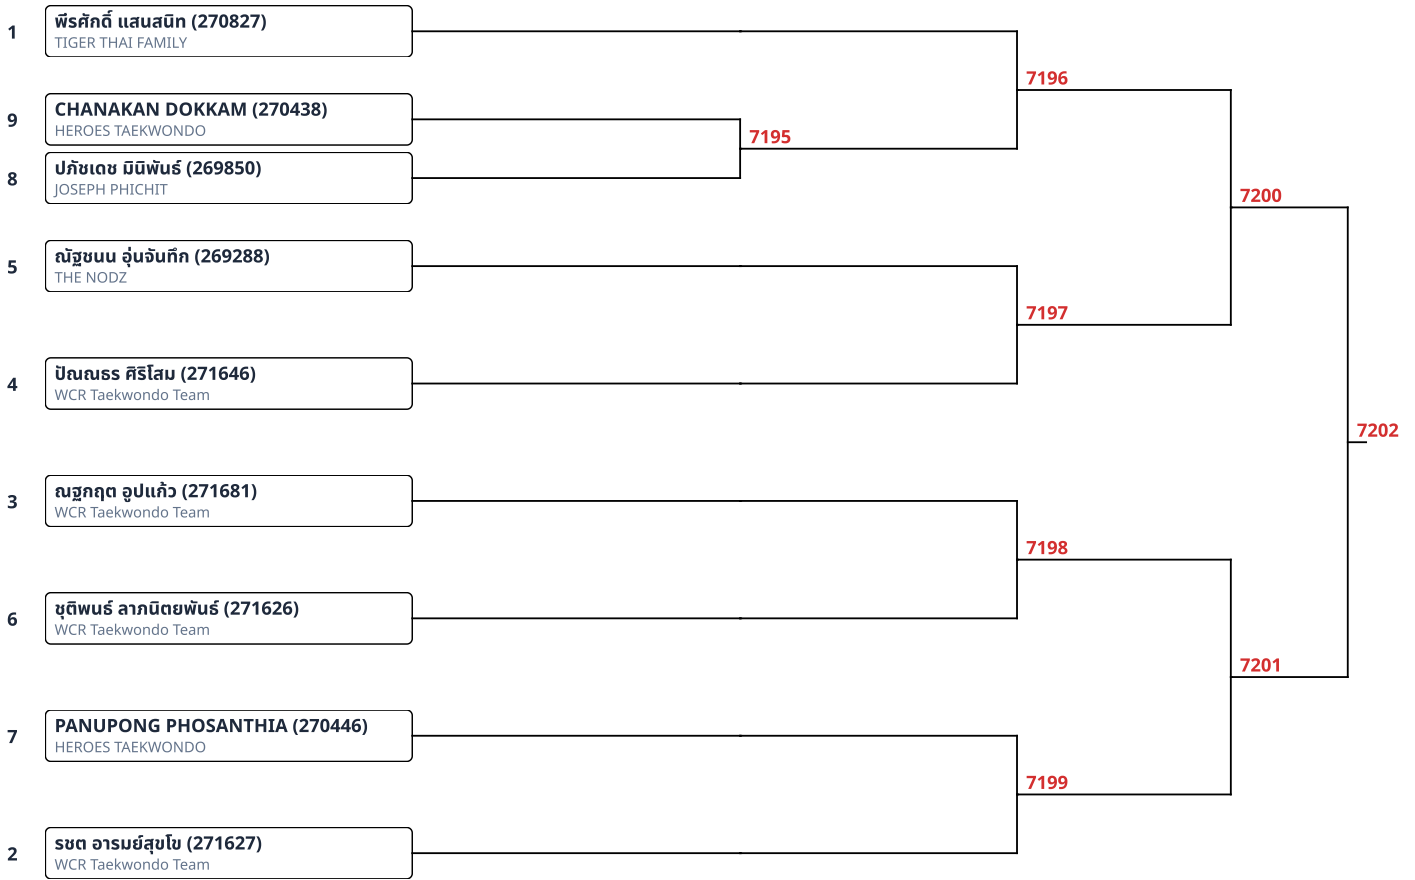 1
พีรศักดิ์ แสนสนิท (270827)
TIGER THAI FAMILY
7196
9
CHANAKAN DOKKAM (270438)
HEROES TAEKWONDO
7195
8
ปภัชเดช มินิพันธ์ (269850)
JOSEPH PHICHIT
7200
5
ณัฐชนน อุ่นจันทึก (269288)
THE NODZ
7197
4
ปัณณธร ศิริโสม (271646)
WCR Taekwondo Team
7202
3
ณฐกฤต อูปแก้ว (271681)
WCR Taekwondo Team
7198
6
ชุติพนธ์ ลาภนิตยพันธ์ (271626)
WCR Taekwondo Team
7201
7
PANUPONG PHOSANTHIA (270446)
HEROES TAEKWONDO
7199
2
รชต อารมย์สุขโข (271627)
WCR Taekwondo Team